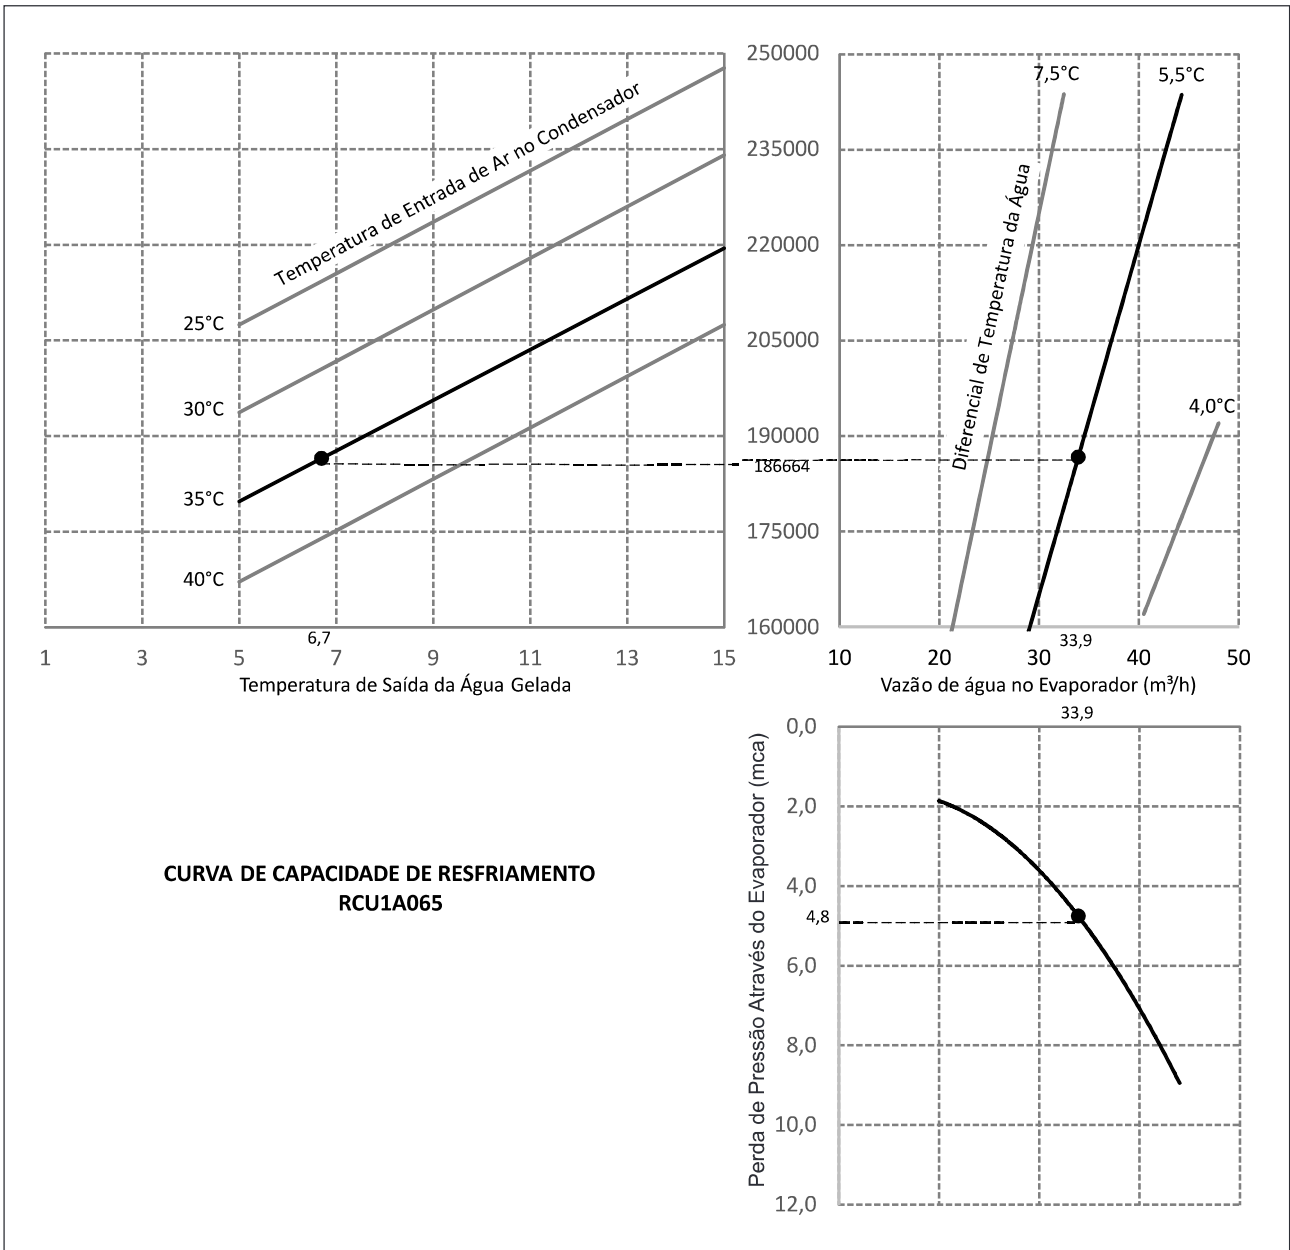 Temperatura de Entrada de Ar no Condensador
25°C
30°C
35°C
40°C
6,7
1 3 5 7 9 11 13 15
Temperatura de Saída da Água Gelada
250000
235000
220000
205000
190000
186664
175000
160000
7,5°C
5,5°C
4,0°C
Diferencial de Temperatura da Água
33,9
10 20 30 40 50
Vazão de água no Evaporador (m³/h)
33,9
Perda de Pressão Através do Evaporador (mca)
0,0
2,0
4,0
4,8
6,0
8,0
10,0
12,0
CURVA DE CAPACIDADE DE RESFRIAMENTO
RCU1A065